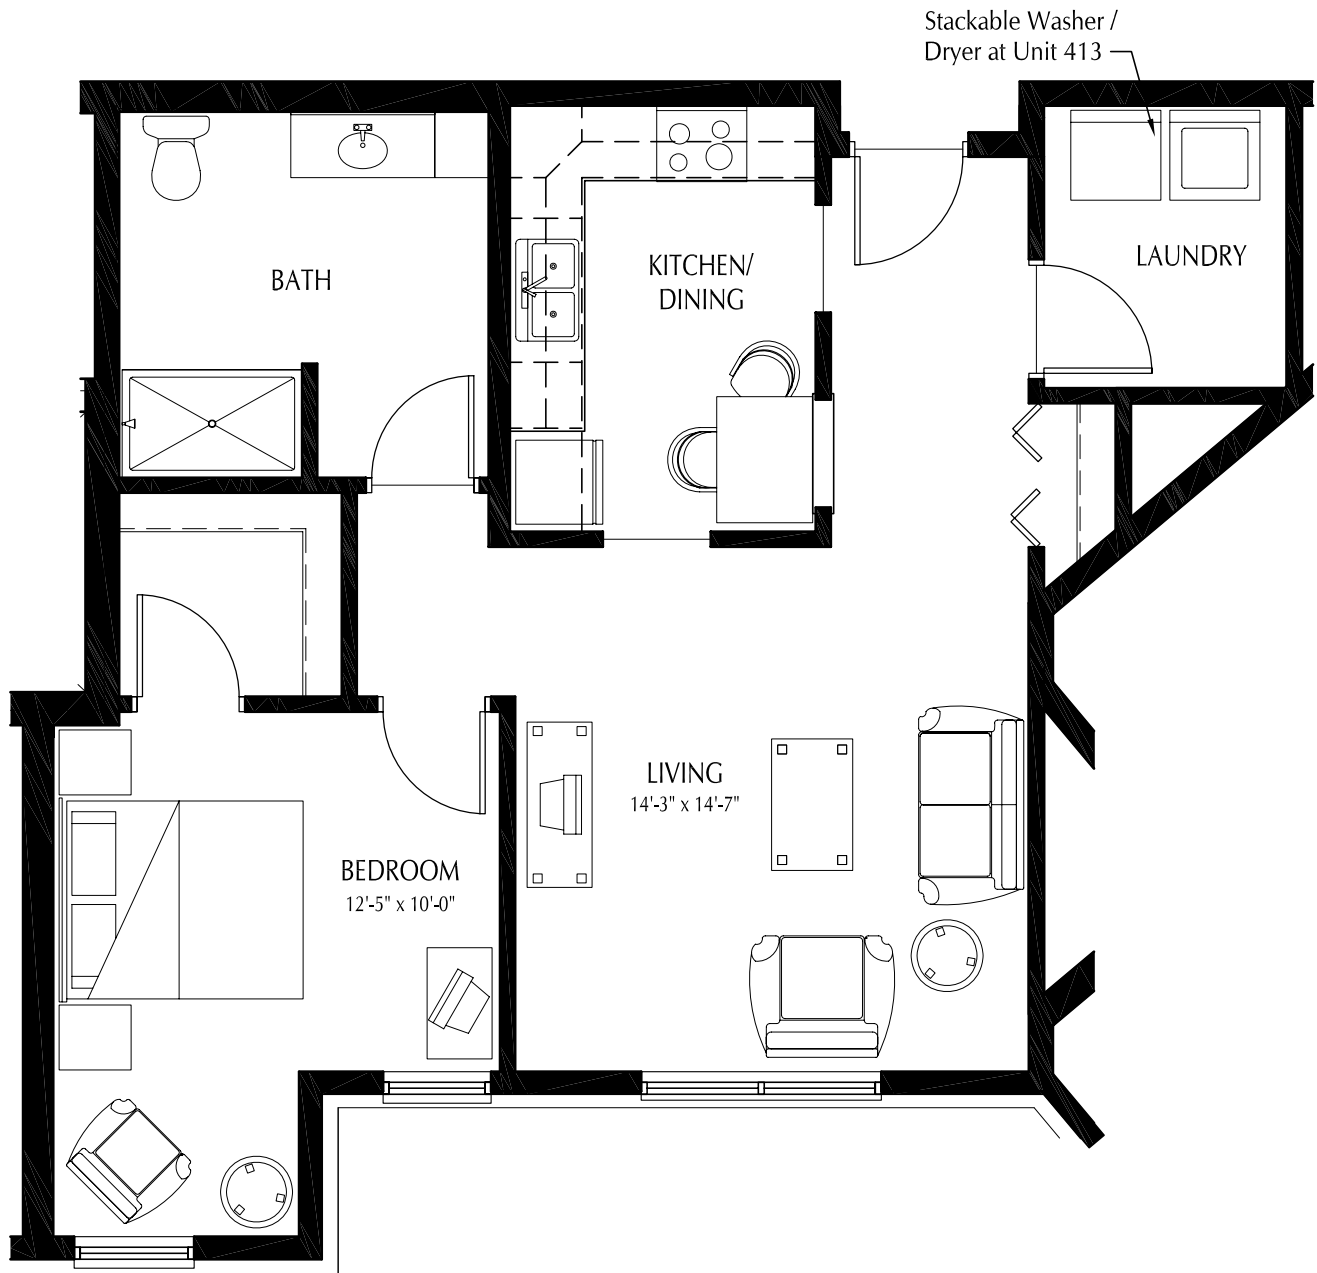 Stackable Washer /
Dryer at Unit 413
BATH
KITCHEN/
DINING
LAUNDRY
LIVING
14'-3" x 14'-7"
BEDROOM
12'-5" x 10'-0"